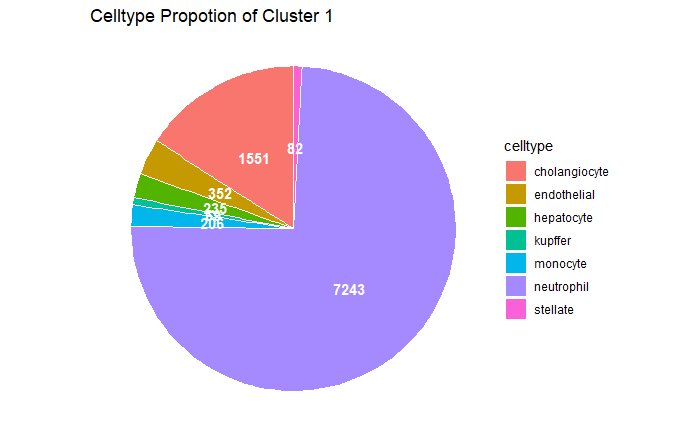 Celltype Propotion of Cluster 1
82
1551
352
235
206
7243
celltype
cholangiocyte
endothelial
hepatocyte
kupffer
monocyte
neutrophil
stellate